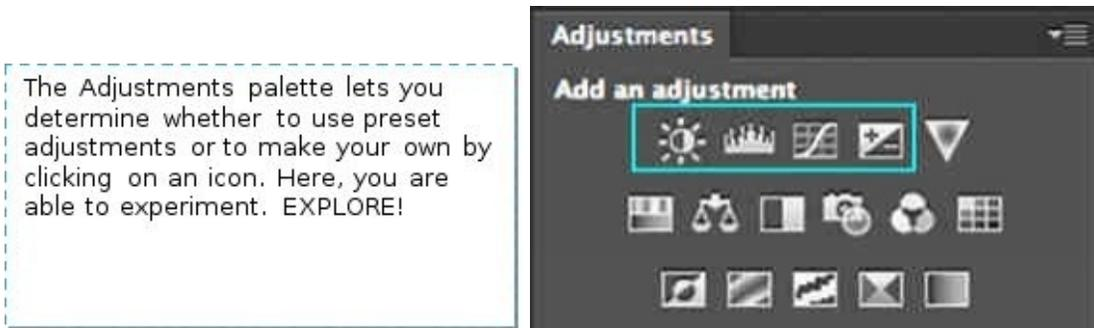 The Adjustments palette lets you
determine whether to use preset
adjustments or to make your own by
clicking on an icon. Here, you are
able to experiment. EXPLORE!
Adjustments
Add an adjustment